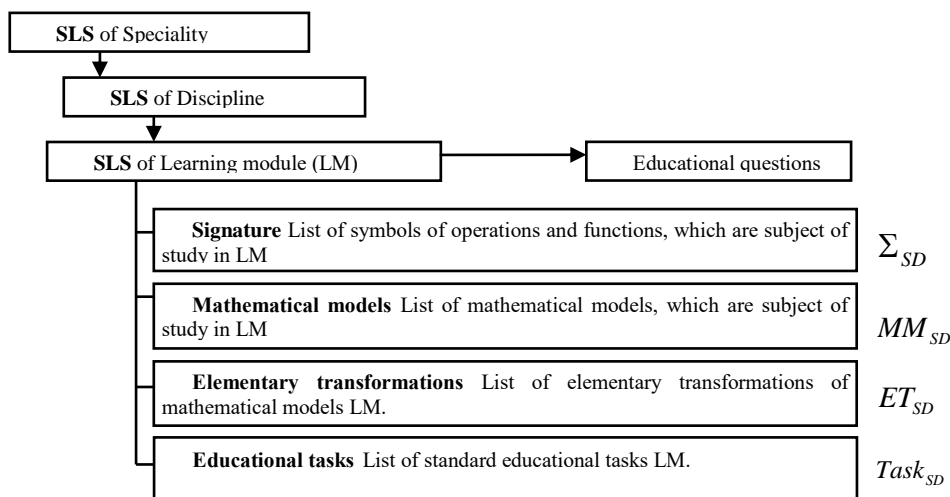 SLS of Speciality
SLS of Discipline
SLS of Learning module (LM)
Educational questions
Signature List of symbols of operations and functions, which are subject of
study in LM
Σ_SD
Mathematical models List of mathematical models, which are subject of
study in LM
MM_SD
Elementary transformations List of elementary transformations of
mathematical models LM.
ET_SD
Educational tasks List of standard educational tasks LM.
Task_SD